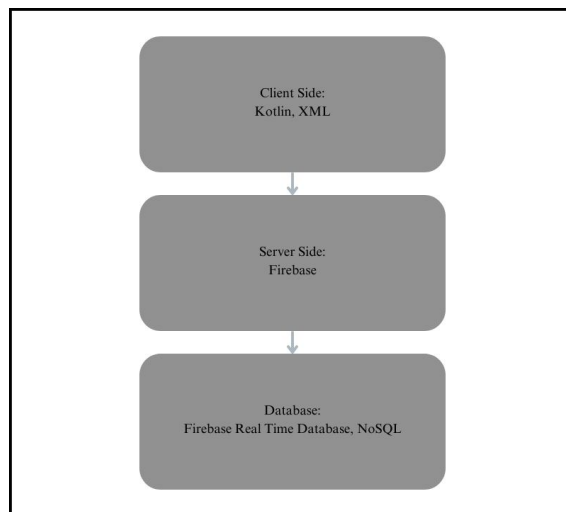 Client Side:
Kotlin, XML
Server Side:
Firebase
Database:
Firebase Real Time Database, NoSQL